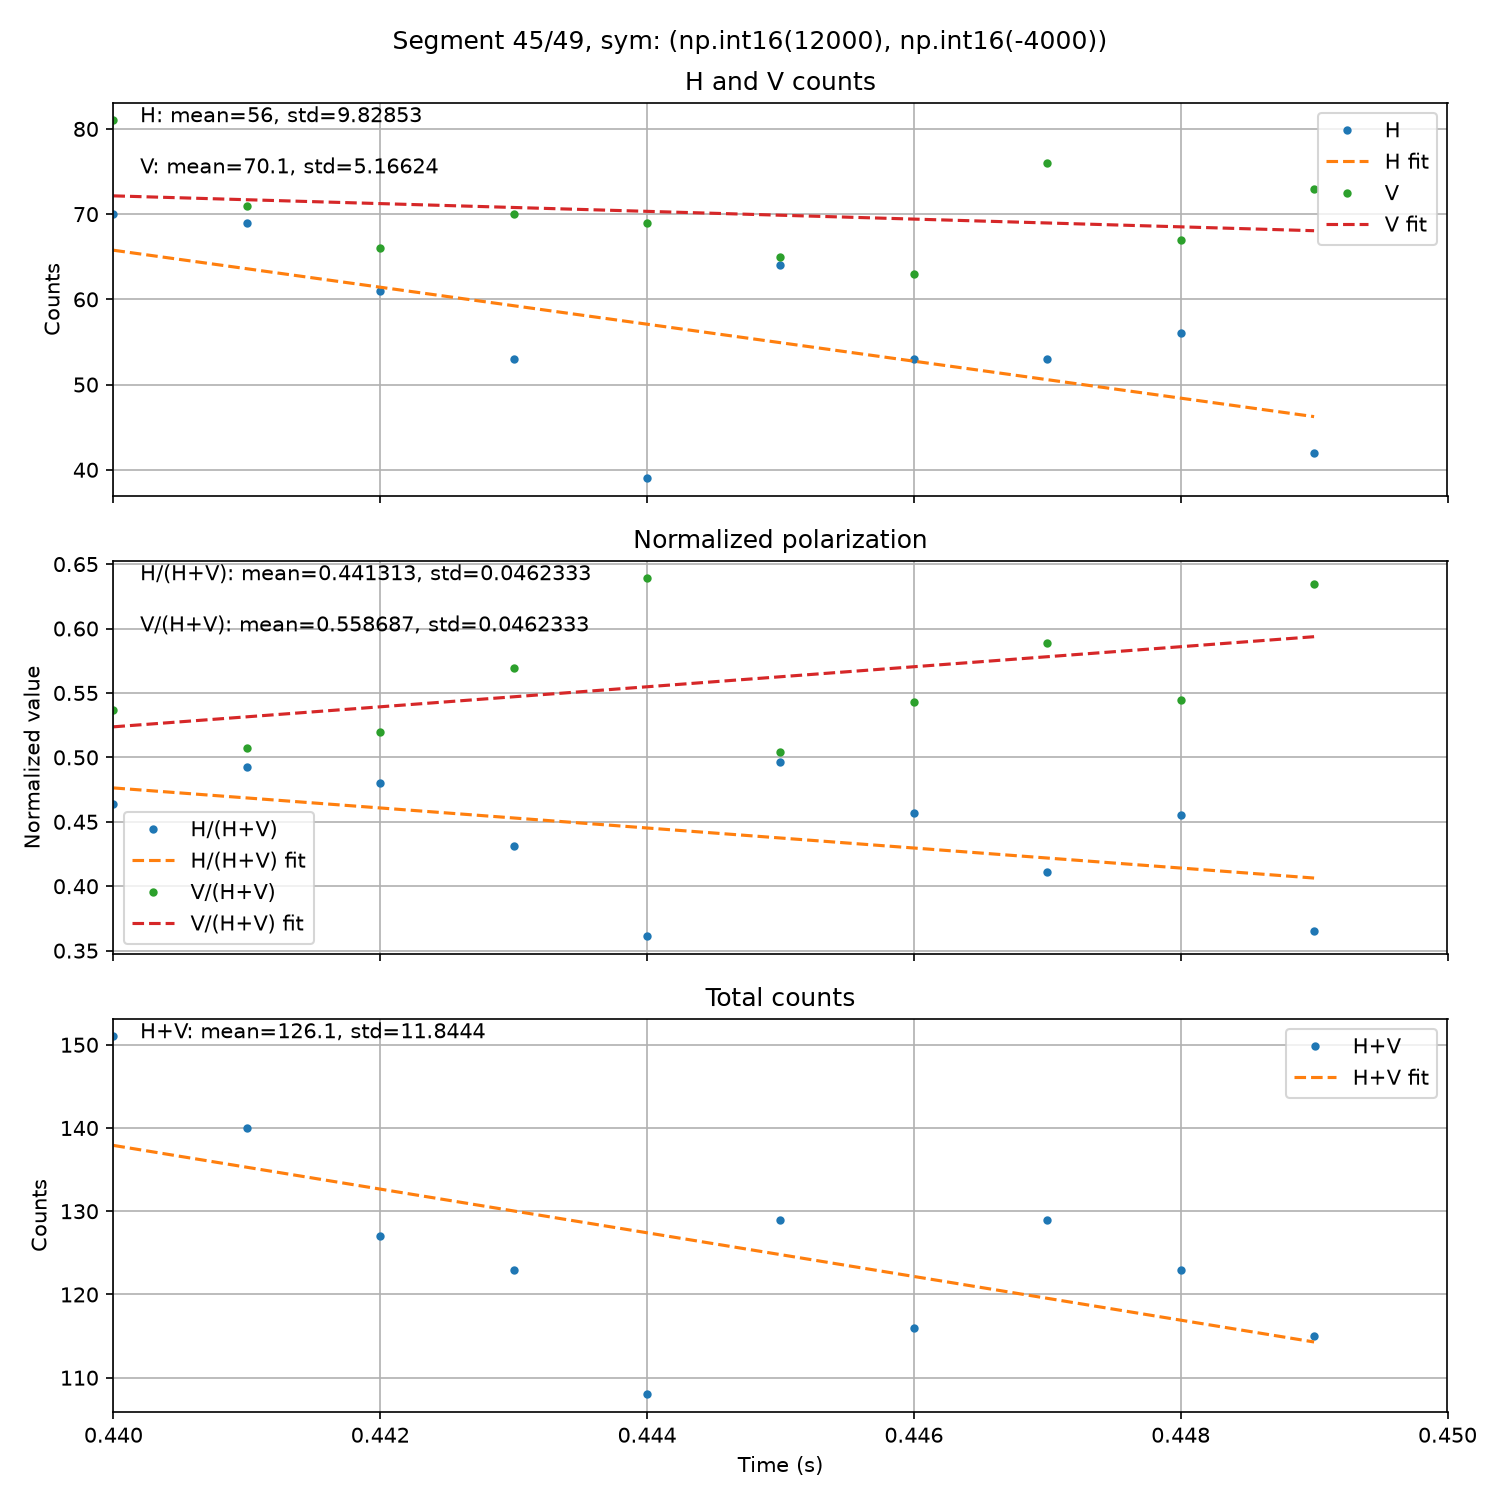 Segment 45/49, sym: (np.int16(12000), np.int16(-4000))
H and V counts
H: mean=56, std=9.82853
V: mean=70.1, std=5.16624
H
H fit
V
V fit
Counts
80
70
60
50
40
Normalized polarization
H/(H+V): mean=0.441313, std=0.0462333
V/(H+V): mean=0.558687, std=0.0462333
H/(H+V)
H/(H+V) fit
V/(H+V)
V/(H+V) fit
Normalized value
0.65
0.60
0.55
0.50
0.45
0.40
0.35
Total counts
H+V: mean=126.1, std=11.8444
H+V
H+V fit
Counts
150
140
130
120
110
0.440 0.442 0.444 0.446 0.448 0.450
Time (s)